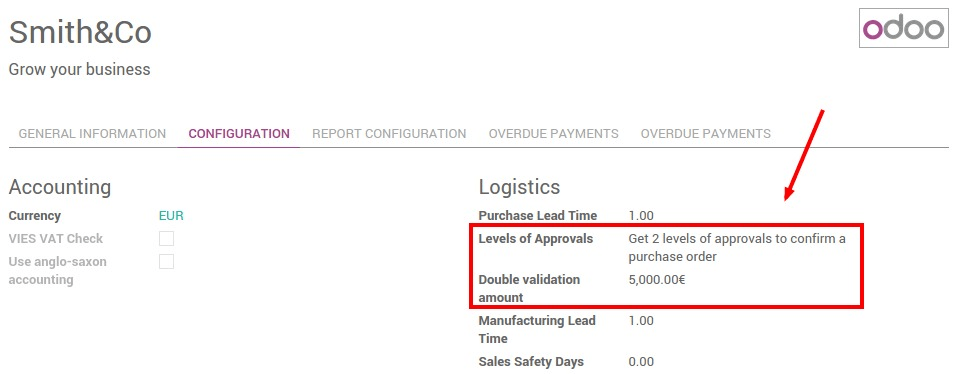 Smith&Co
odoo
Grow your business
GENERAL INFORMATION CONFIGURATION REPORT CONFIGURATION OVERDUE PAYMENTS OVERDUE PAYMENTS
Accounting
Currency EUR
VIES VAT Check
Use anglo-saxon
accounting
Logistics
Purchase Lead Time 1.00
Levels of Approvals Get 2 levels of approvals to confirm a
purchase order
Double validation 5,000.00€
amount
Manufacturing Lead 1.00
Time
Sales Safety Days 0.00